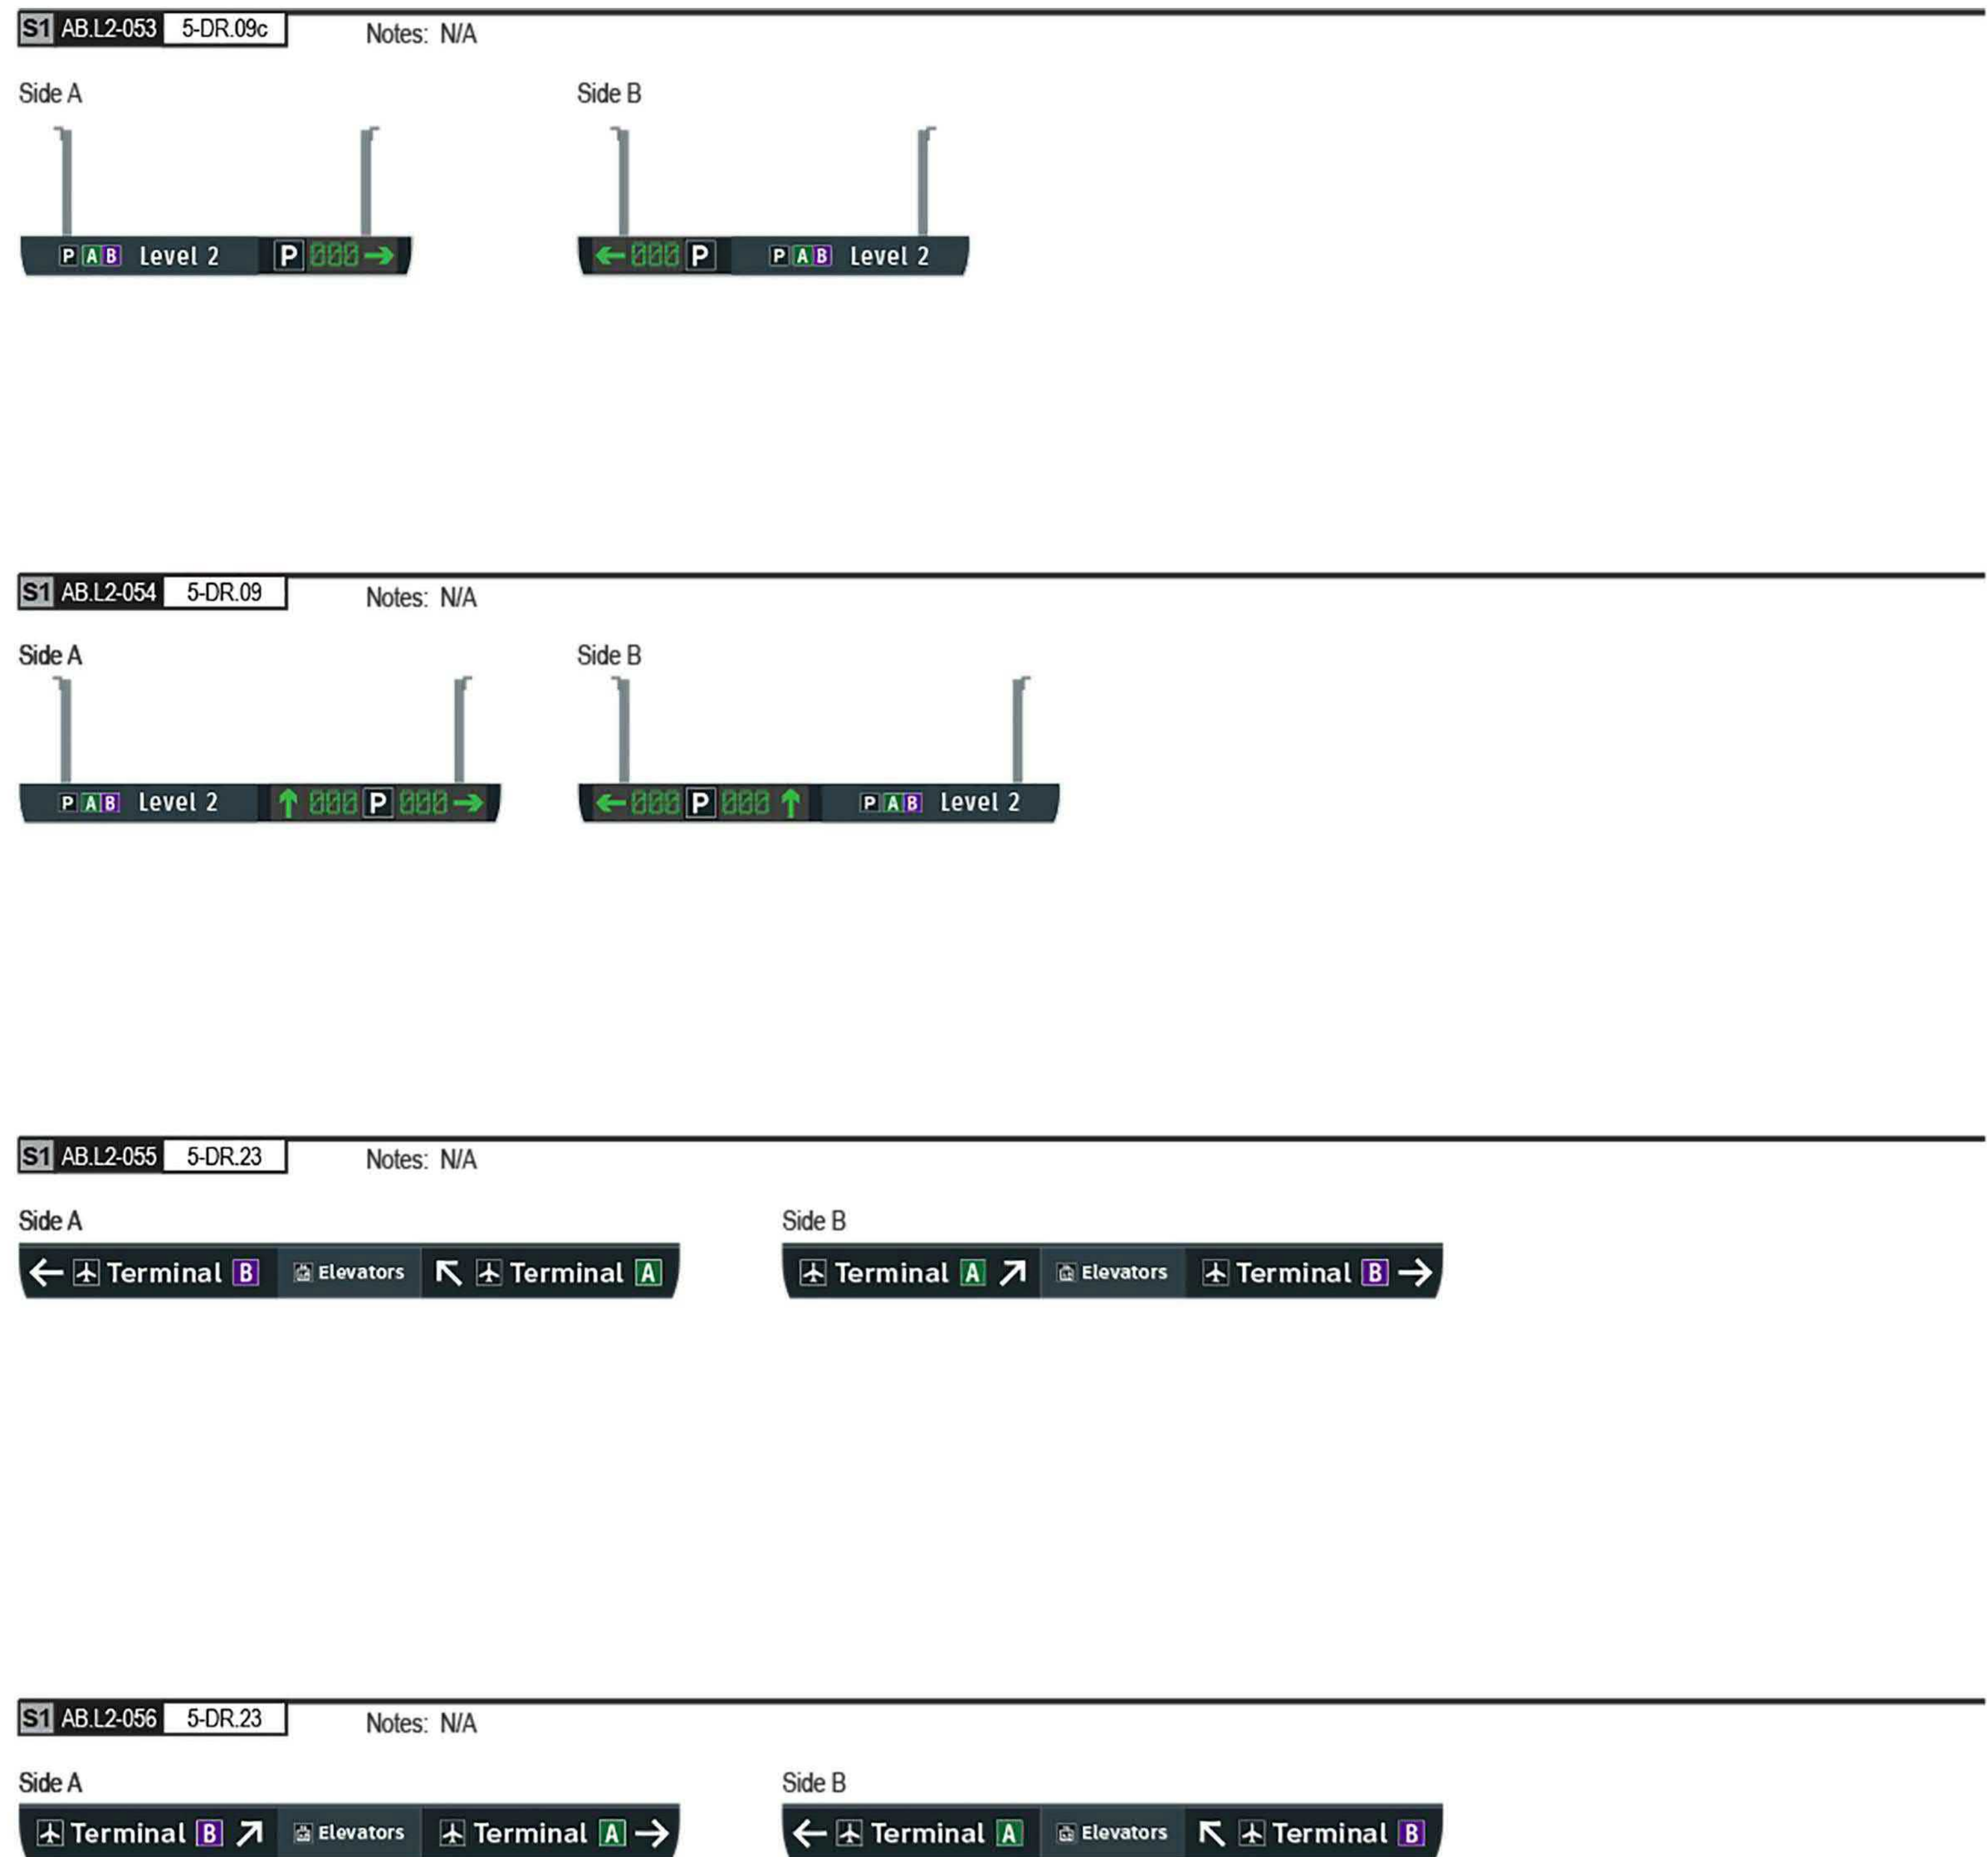 S1 AB.L2-053 5-DR.09c Notes: N/A
Side A Side B
P A B Level 2 P 000 → ← 000 P P A B Level 2
S1 AB.L2-054 5-DR.09 Notes: N/A
Side A Side B
P A B Level 2 ↑ 000 P 000 → ← 000 P 000 ↑ P A B Level 2
S1 AB.L2-055 5-DR.23 Notes: N/A
Side A Side B
← Terminal B Elevators ↖ Terminal A Terminal A ↗ Elevators Terminal B →
S1 AB.L2-056 5-DR.23 Notes: N/A
Side A Side B
Terminal B ↗ Elevators Terminal A → ← Terminal A Elevators ↖ Terminal B